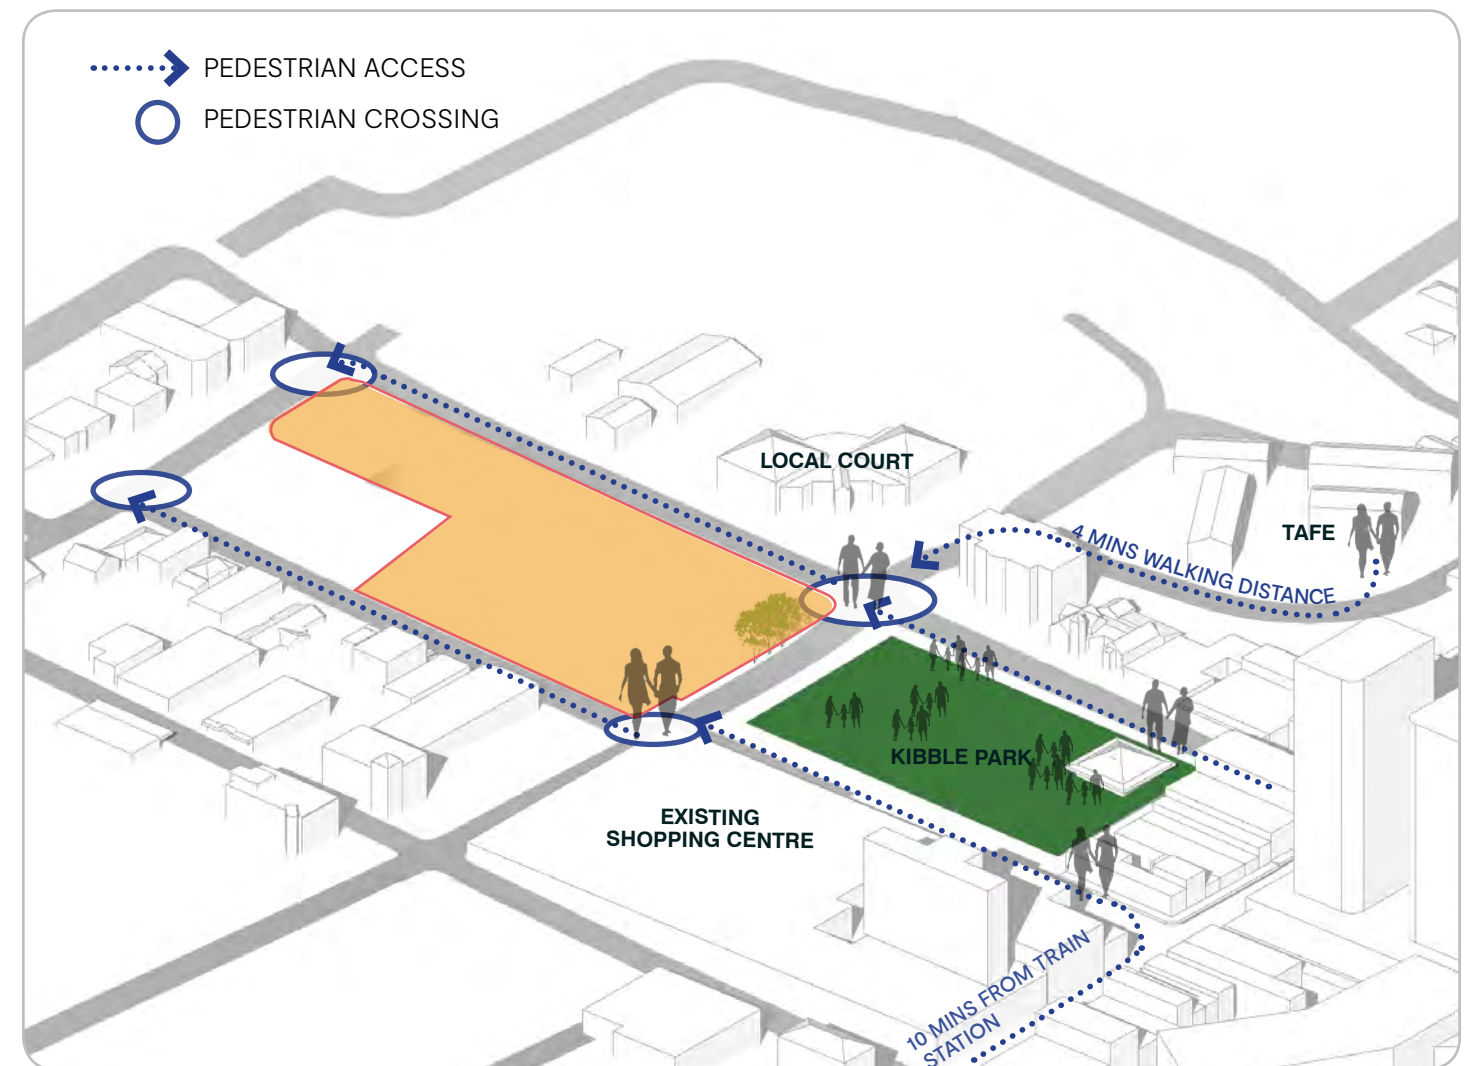 PEDESTRIAN ACCESS
PEDESTRIAN CROSSING
LOCAL COURT
TAFE
4 MINS WALKING DISTANCE
KIBBLE PARK
EXISTING
SHOPPING CENTRE
10 MINS FROM TRAIN
STATION